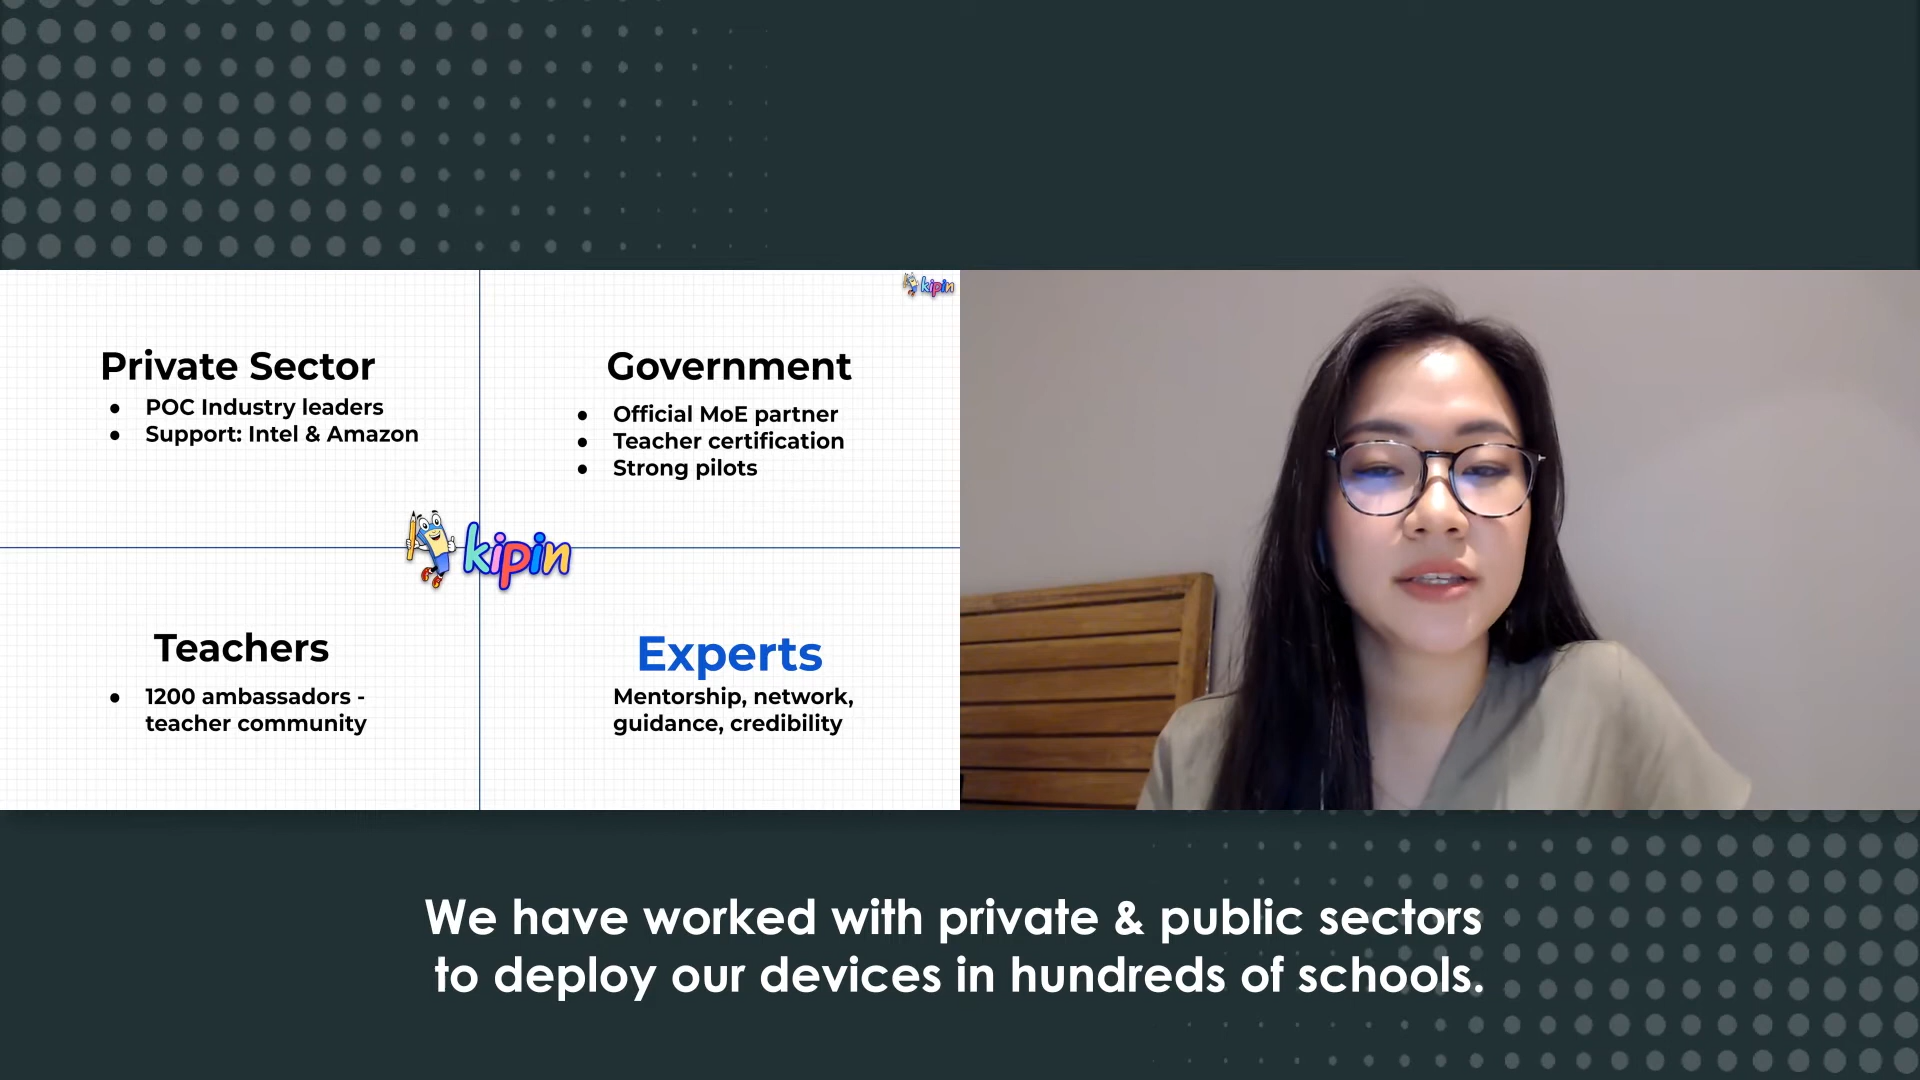 kipin
Private Sector
● POC Industry leaders
● Support: Intel & Amazon
Government
● Official MoE partner
● Teacher certification
● Strong pilots
kipin
Teachers
● 1200 ambassadors -
teacher community
Experts
Mentorship, network,
guidance, credibility
We have worked with private & public sectors
to deploy our devices in hundreds of schools.